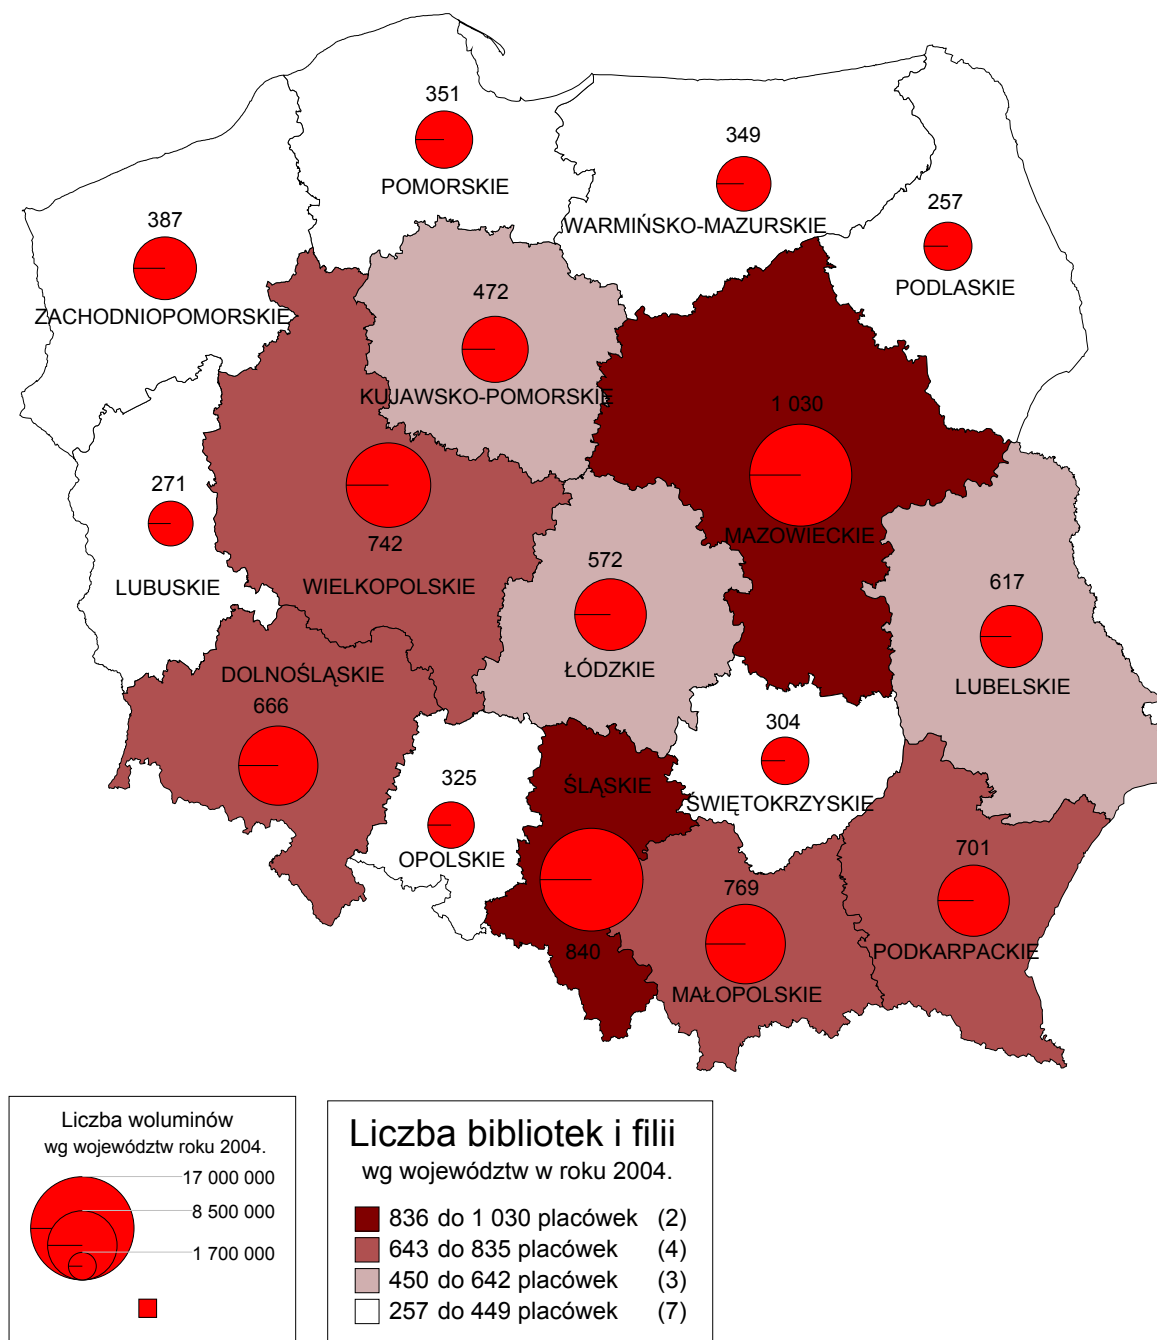 351
POMORSKIE
349
WARMIŃSKO-MAZURSKIE
257
PODLASKIE
387
ZACHODNIOPOMORSKIE
472
KUJAWSKO-POMORSKIE
1 030
MAZOWIECKIE
271
LUBUSKIE
742
WIELKOPOLSKIE
572
ŁÓDZKIE
617
LUBELSKIE
DOLNOŚLĄSKIE
666
325
OPOLSKIE
ŚLĄSKIE
840
304
ŚWIĘTOKRZYSKIE
769
MAŁOPOLSKIE
701
PODKARPACKIE
Liczba woluminów
wg województw roku 2004.
17 000 000
8 500 000
1 700 000
Liczba bibliotek i filii
wg województw w roku 2004.
836 do 1 030 placówek (2)
643 do 835 placówek (4)
450 do 642 placówek (3)
257 do 449 placówek (7)